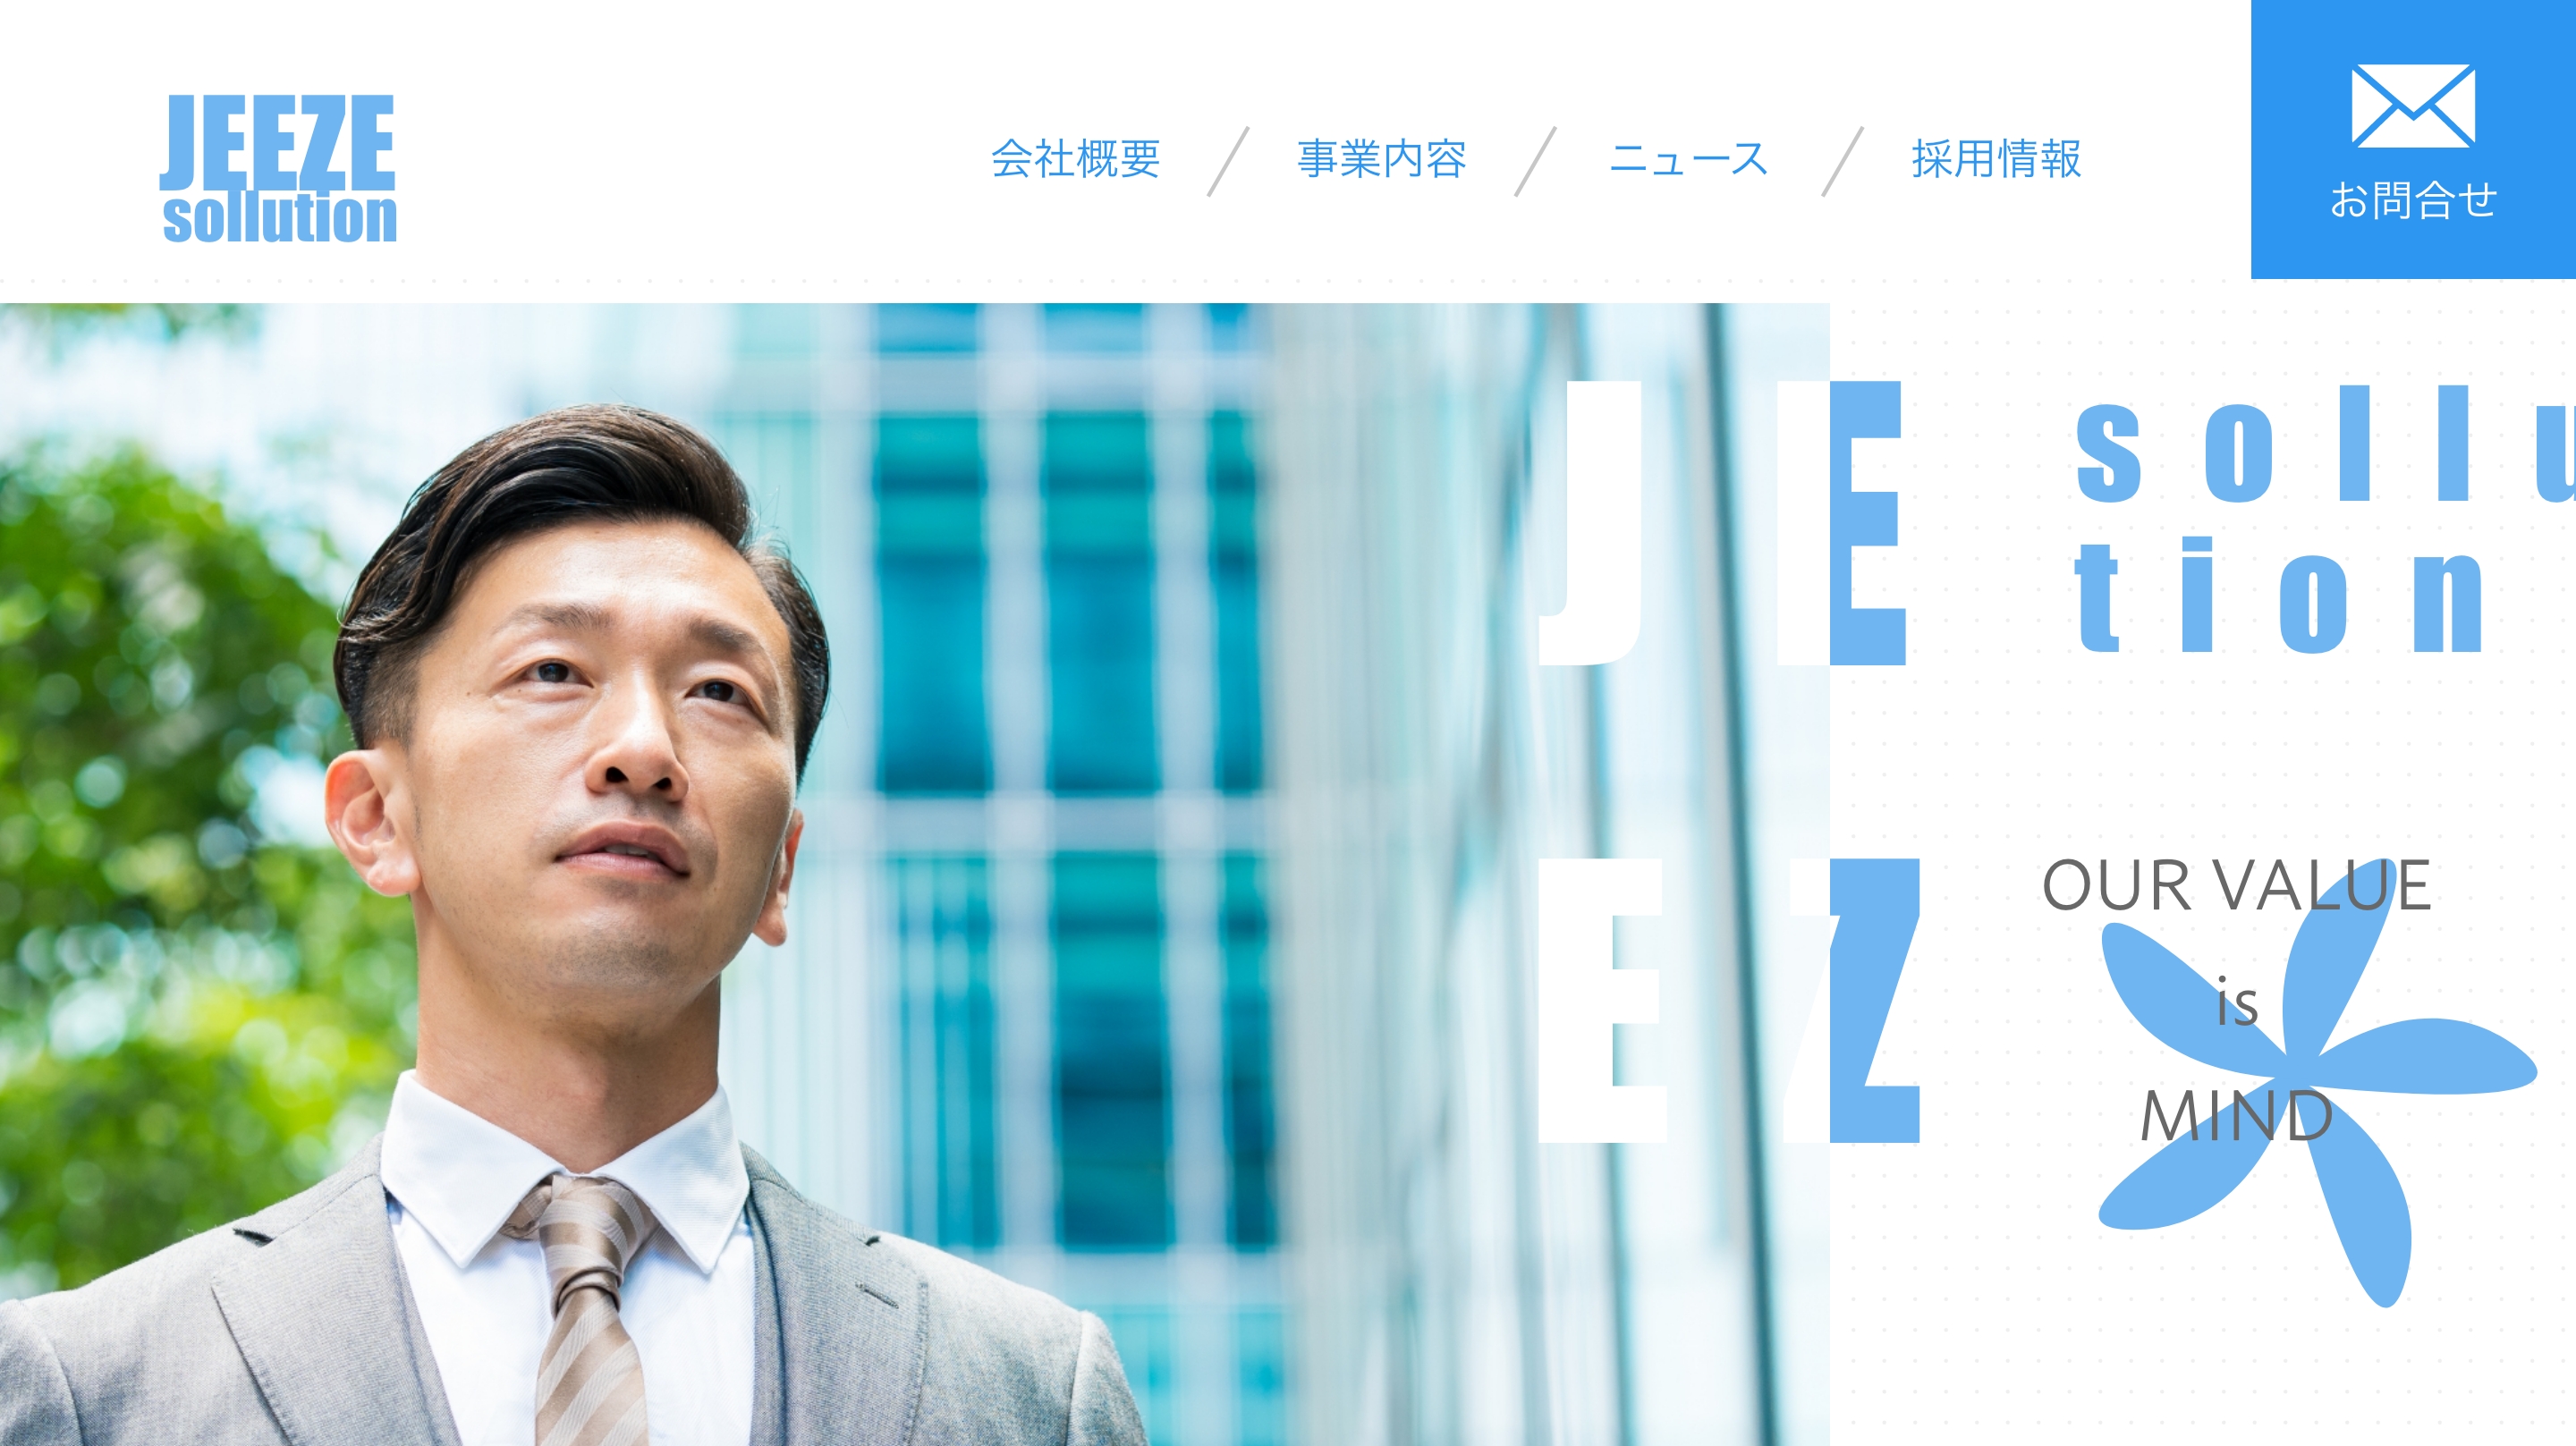 JEEZE
sollution
会社概要 / 事業内容 / ニュース / 採用情報
お問合せ
JE
EZ
sollu
tion
OUR VALUE
is
MIND